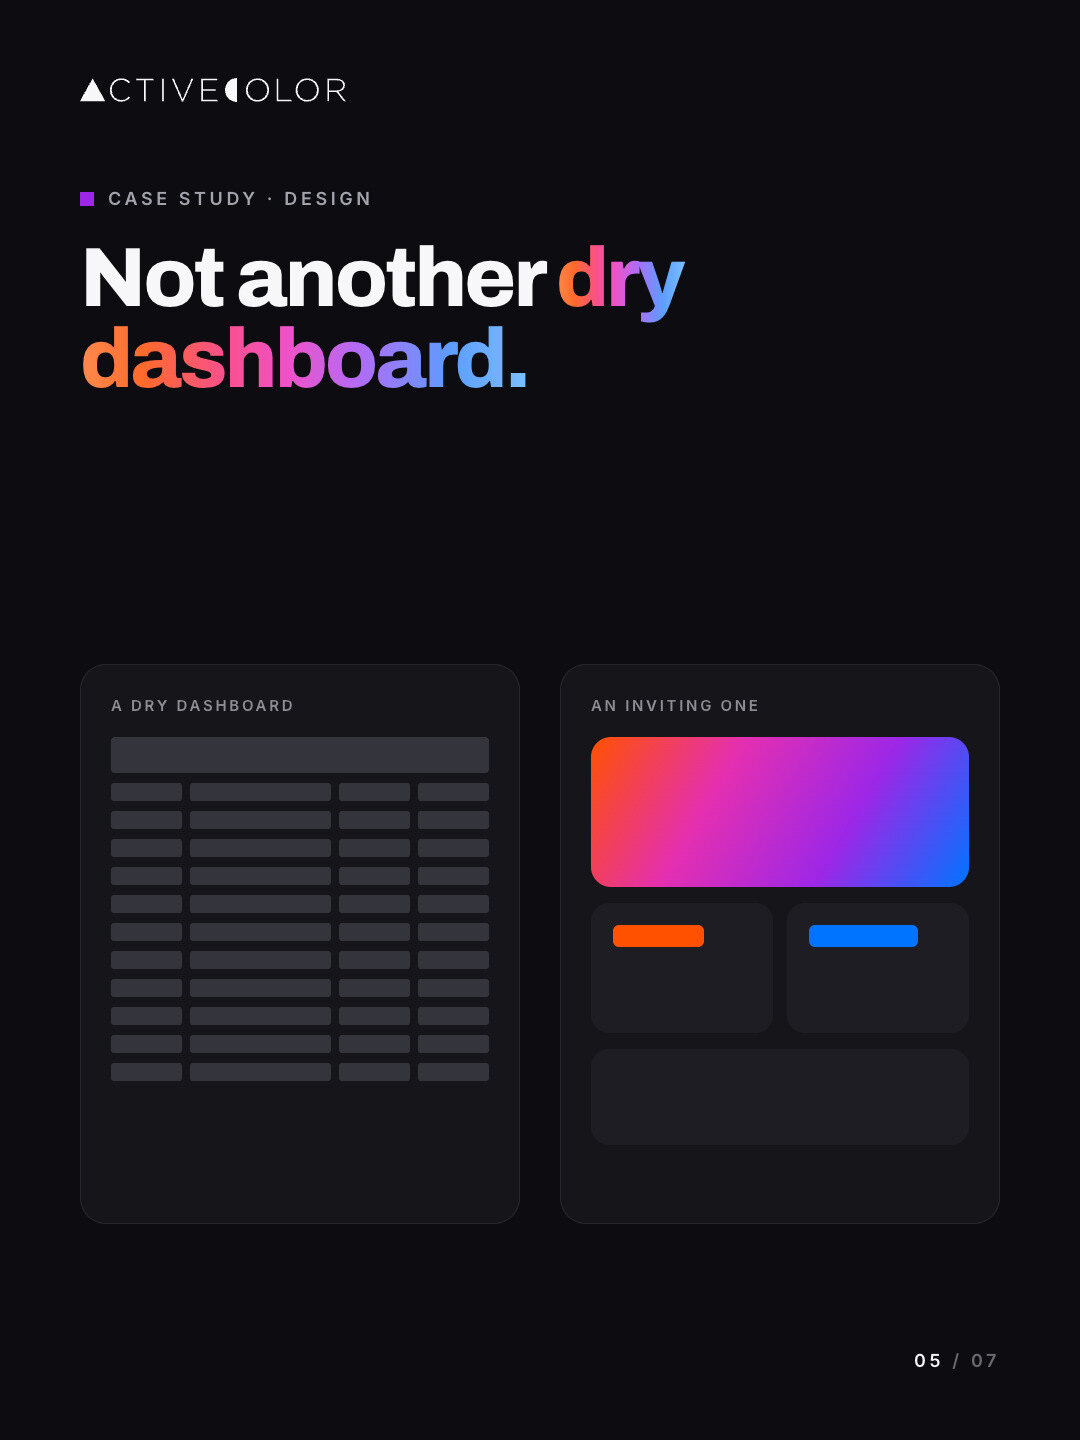 ACTIVECOLOR
CASE STUDY · DESIGN
Not another dry
dashboard.
A DRY DASHBOARD
AN INVITING ONE
05 / 07